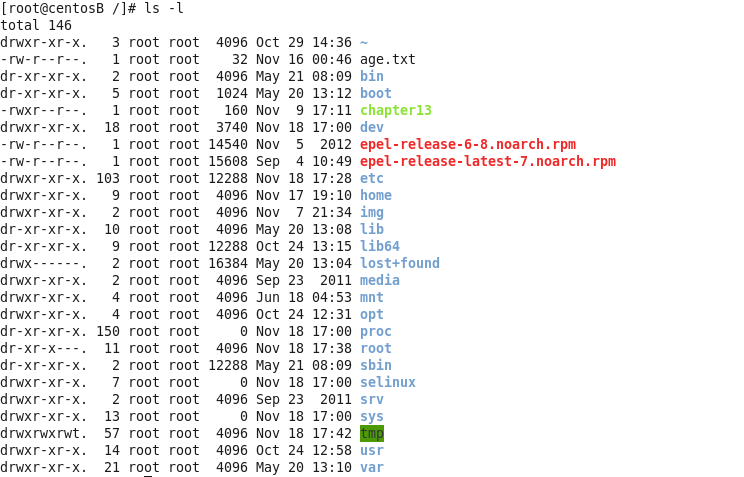 [root@centosB /]# ls -l
total 146
drwxr-xr-x.   3 root root  4096 Oct 29 14:36 ~
-rw-r--r--.   1 root root    32 Nov 16 00:46 age.txt
dr-xr-xr-x.   2 root root  4096 May 21 08:09 bin
dr-xr-xr-x.   5 root root  1024 May 20 13:12 boot
-rwxr--r--.   1 root root   160 Nov  9 17:11 chapter13
drwxr-xr-x.  18 root root  3740 Nov 18 17:00 dev
-rw-r--r--.   1 root root 14540 Nov  5  2012 epel-release-6-8.noarch.rpm
-rw-r--r--.   1 root root 15608 Sep  4 10:49 epel-release-latest-7.noarch.rpm
drwxr-xr-x. 103 root root 12288 Nov 18 17:28 etc
drwxr-xr-x.   9 root root  4096 Nov 17 19:10 home
drwxr-xr-x.   2 root root  4096 Nov  7 21:34 img
dr-xr-xr-x.  10 root root  4096 May 20 13:08 lib
dr-xr-xr-x.   9 root root 12288 Oct 24 13:15 lib64
drwx------.   2 root root 16384 May 20 13:04 lost+found
drwxr-xr-x.   2 root root  4096 Sep 23  2011 media
drwxr-xr-x.   4 root root  4096 Jun 18 04:53 mnt
drwxr-xr-x.   4 root root  4096 Oct 24 12:31 opt
dr-xr-xr-x. 150 root root     0 Nov 18 17:00 proc
dr-xr-x---.  11 root root  4096 Nov 18 17:38 root
dr-xr-xr-x.   2 root root 12288 May 21 08:09 sbin
drwxr-xr-x.   7 root root     0 Nov 18 17:00 selinux
drwxr-xr-x.   2 root root  4096 Sep 23  2011 srv
drwxr-xr-x.  13 root root     0 Nov 18 17:00 sys
drwxrwxrwt.  57 root root  4096 Nov 18 17:42 tmp
drwxr-xr-x.  14 root root  4096 Oct 24 12:58 usr
drwxr-xr-x.  21 root root  4096 May 20 13:10 var